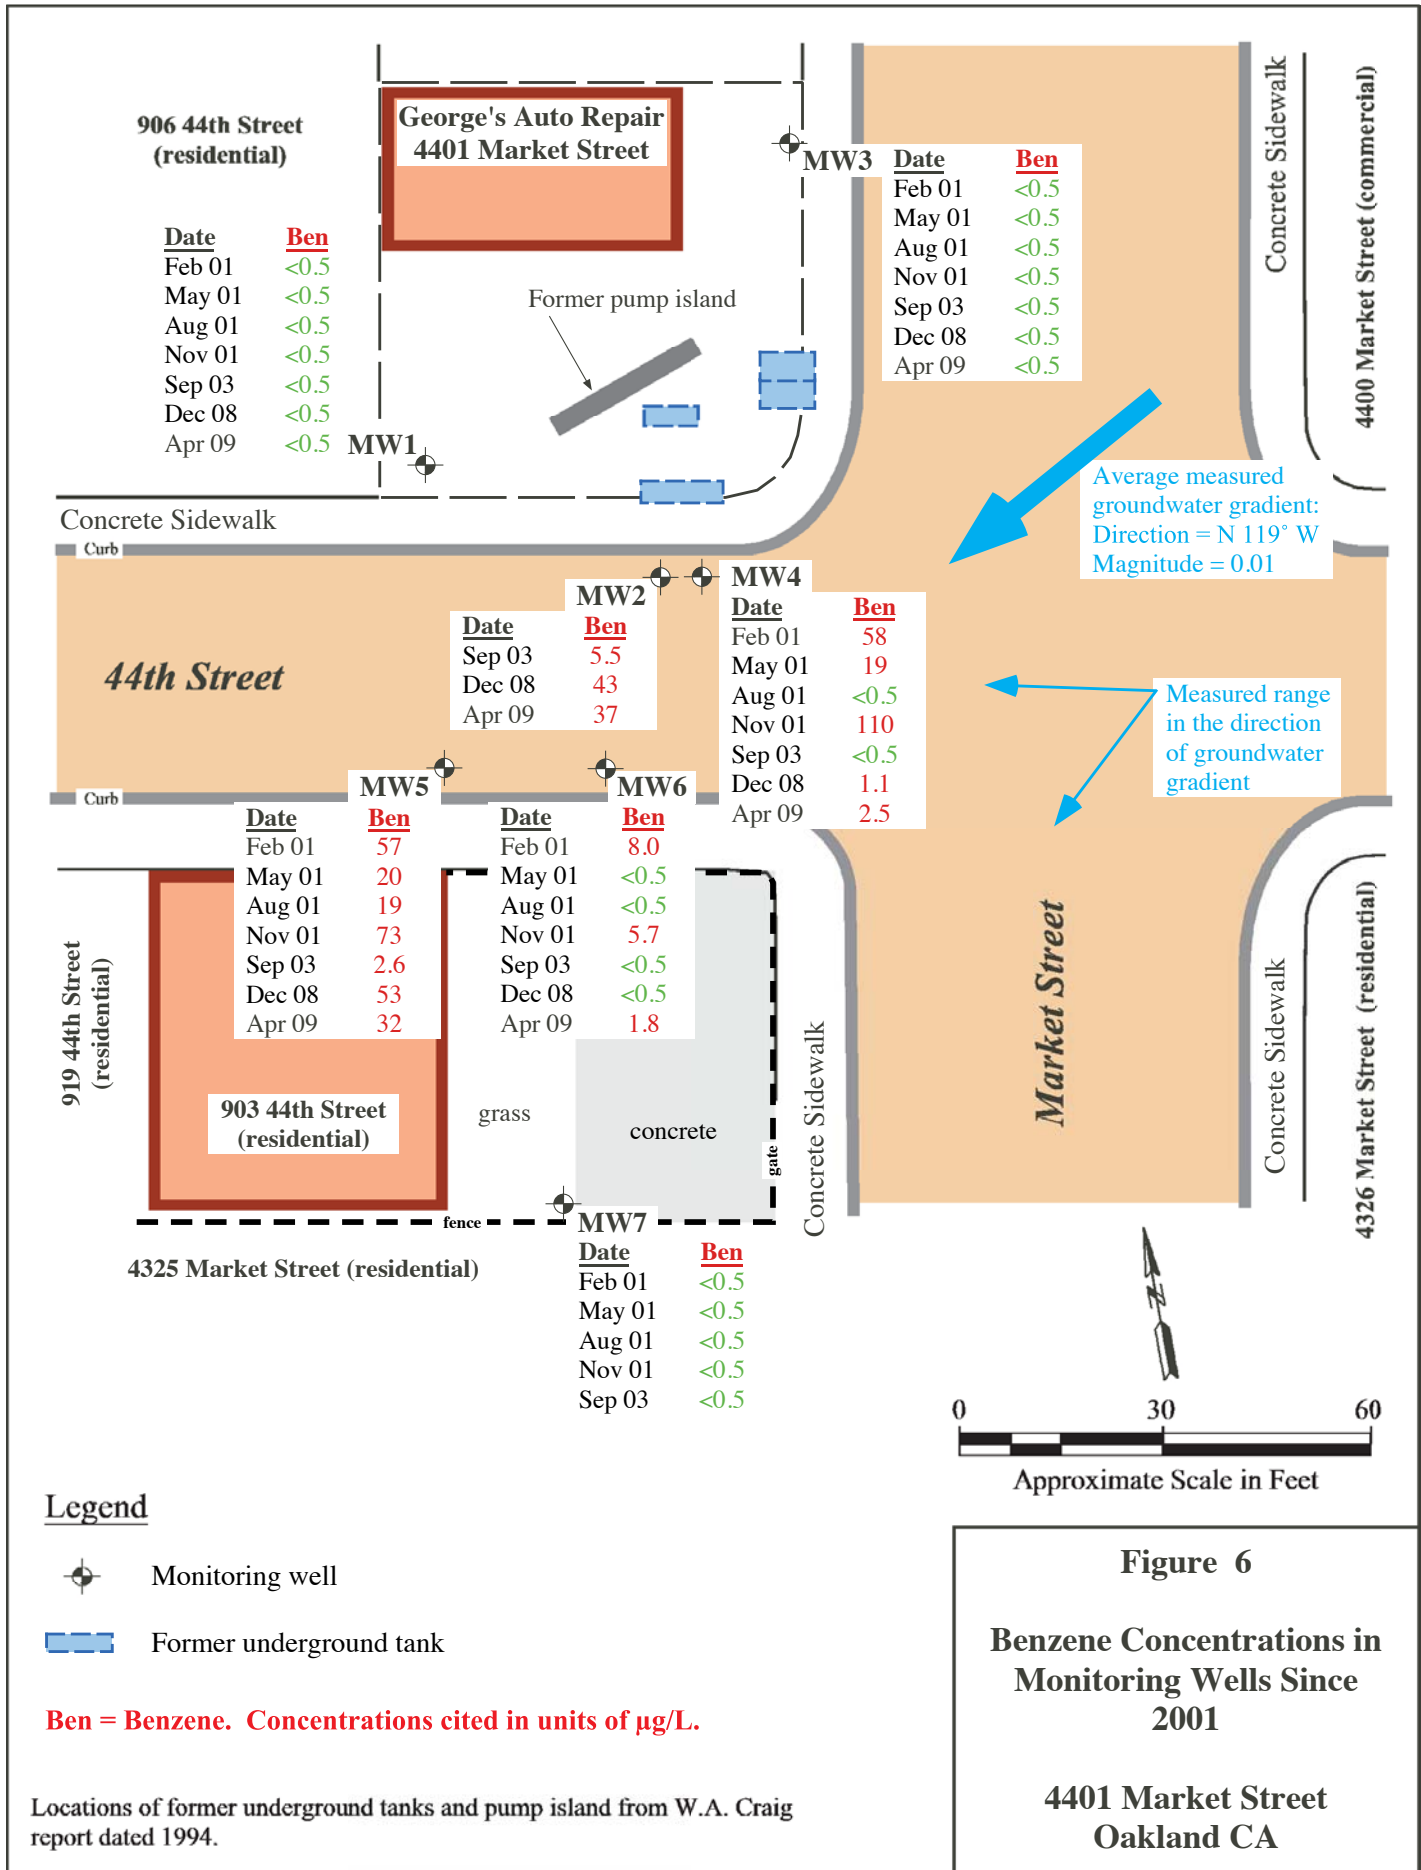 906 44th Street
(residential)
George's Auto Repair
4401 Market Street
MW3
Date Ben
Feb 01 <0.5
May 01 <0.5
Aug 01 <0.5
Nov 01 <0.5
Sep 03 <0.5
Dec 08 <0.5
Apr 09 <0.5
Concrete Sidewalk
4400 Market Street (commercial)
Date Ben
Feb 01 <0.5
May 01 <0.5
Aug 01 <0.5
Nov 01 <0.5
Sep 03 <0.5
Dec 08 <0.5
Apr 09 <0.5
MW1
Former pump island
Average measured
groundwater gradient:
Direction = N 119° W
Magnitude = 0.01
Concrete Sidewalk
Curb
44th Street
MW2
Date Ben
Sep 03 5.5
Dec 08 43
Apr 09 37
MW4
Date Ben
Feb 01 58
May 01 19
Aug 01 <0.5
Nov 01 110
Sep 03 <0.5
Dec 08 1.1
Apr 09 2.5
Measured range
in the direction
of groundwater
gradient
Curb
MW5
Date Ben
Feb 01 57
May 01 20
Aug 01 19
Nov 01 73
Sep 03 2.6
Dec 08 53
Apr 09 32
MW6
Date Ben
Feb 01 8.0
May 01 <0.5
Aug 01 <0.5
Nov 01 5.7
Sep 03 <0.5
Dec 08 <0.5
Apr 09 1.8
919 44th Street
(residential)
903 44th Street
(residential)
grass
concrete
gate
Concrete Sidewalk
Market Street
Concrete Sidewalk
4326 Market Street (residential)
fence
4325 Market Street (residential)
MW7
Date Ben
Feb 01 <0.5
May 01 <0.5
Aug 01 <0.5
Nov 01 <0.5
Sep 03 <0.5
N
0 30 60
Approximate Scale in Feet
Legend
Monitoring well
Former underground tank
Ben = Benzene. Concentrations cited in units of µg/L.
Locations of former underground tanks and pump island from W.A. Craig
report dated 1994.
Figure 6
Benzene Concentrations in
Monitoring Wells Since
2001
4401 Market Street
Oakland CA